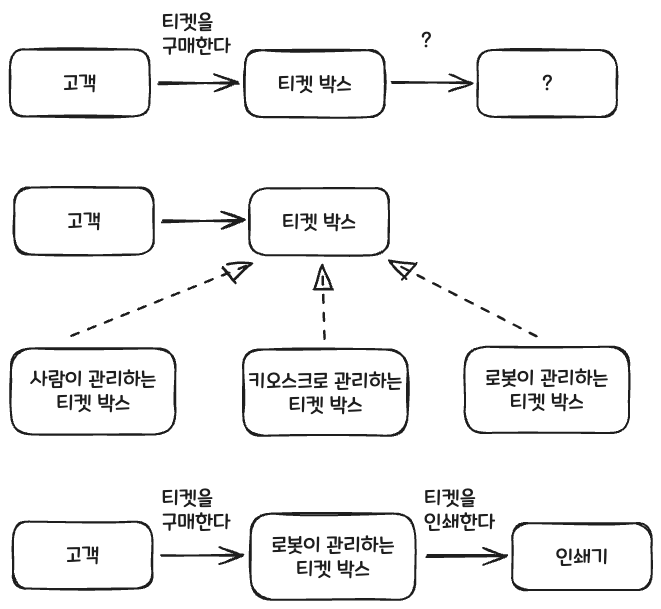 티켓을
구매한다
?
고객
티켓 박스
?
고객
티켓 박스
사람이 관리하는
티켓 박스
키오스크로 관리하는
티켓 박스
로봇이 관리하는
티켓 박스
티켓을
구매한다
티켓을
인쇄한다
고객
로봇이 관리하는
티켓 박스
인쇄기